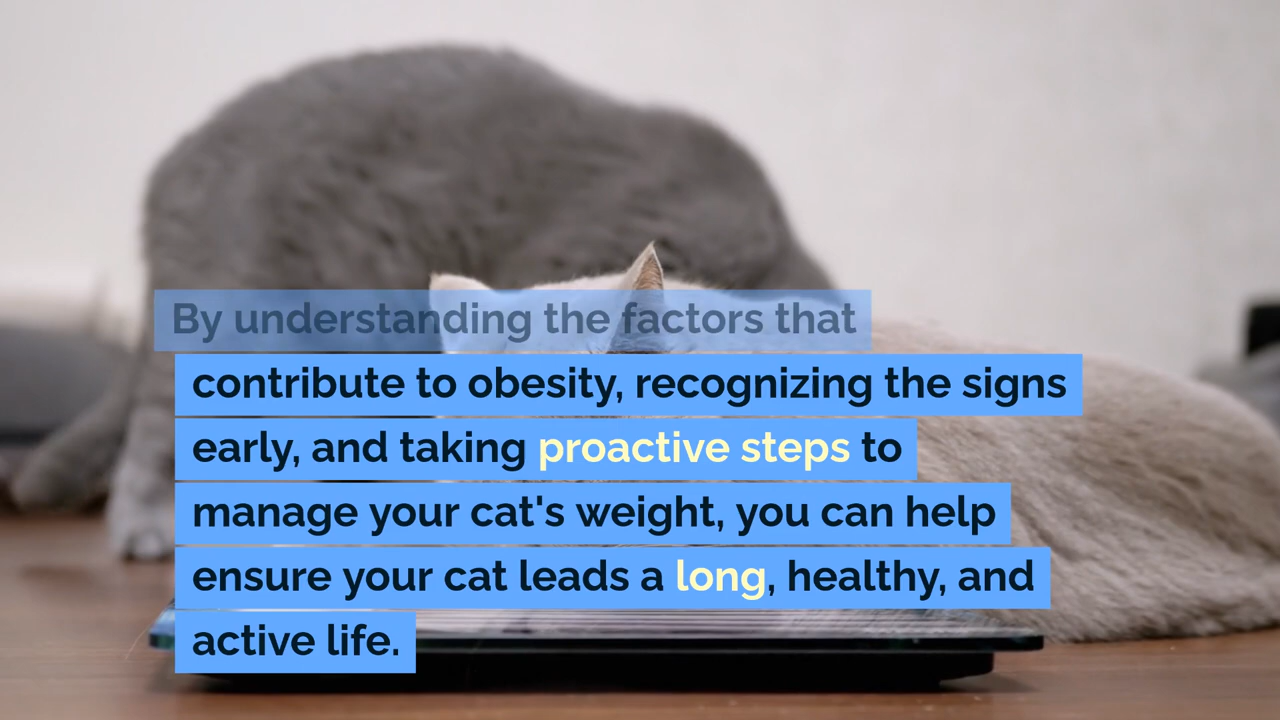 By understanding the factors that
contribute to obesity, recognizing the signs
early, and taking proactive steps to
manage your cat's weight, you can help
ensure your cat leads a long, healthy, and
active life.